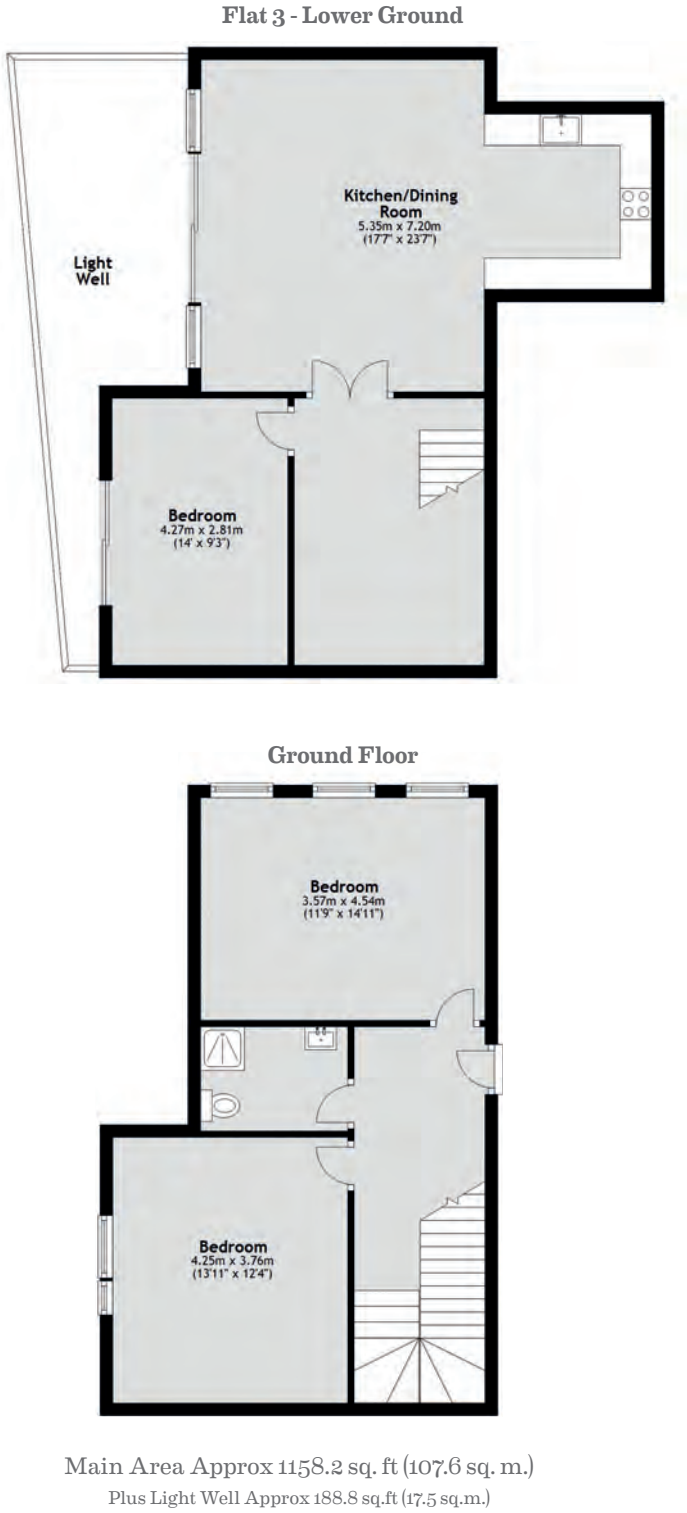 Flat 3 - Lower Ground
Kitchen/Dining
Room
5.35m x 7.20m
(17'7" x 23'7")
Light
Well
Bedroom
4.27m x 2.81m
(14' x 9'3")
Ground Floor
Bedroom
3.57m x 4.54m
(11'9" x 14'11")
Bedroom
4.25m x 3.76m
(13'11" x 12'4")
Main Area Approx 1158.2 sq. ft (107.6 sq. m.)
Plus Light Well Approx 188.8 sq.ft (17.5 sq.m.)